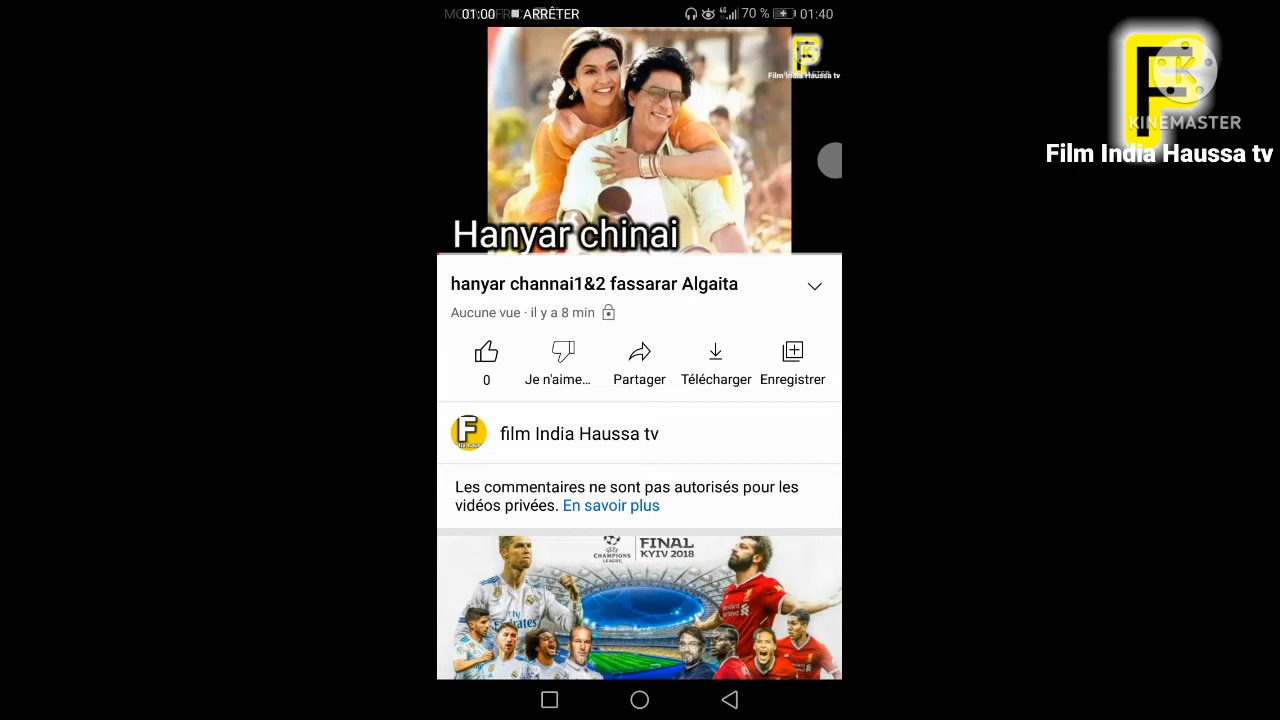 01:00 ARRÊTER 70 % 01:40
Film India Haussa tv
Hanyar chinai
hanyar channai1&2 fassarar Algaita
Aucune vue · il y a 8 min
0 Je n'aime... Partager Télécharger Enregistrer
F
film India Haussa tv
Les commentaires ne sont pas autorisés pour les
vidéos privées. En savoir plus
CHAMPIONS
LEAGUE
FINAL
KYIV 2018
Emirates
F
K
KINEMASTER
Film India Haussa tv